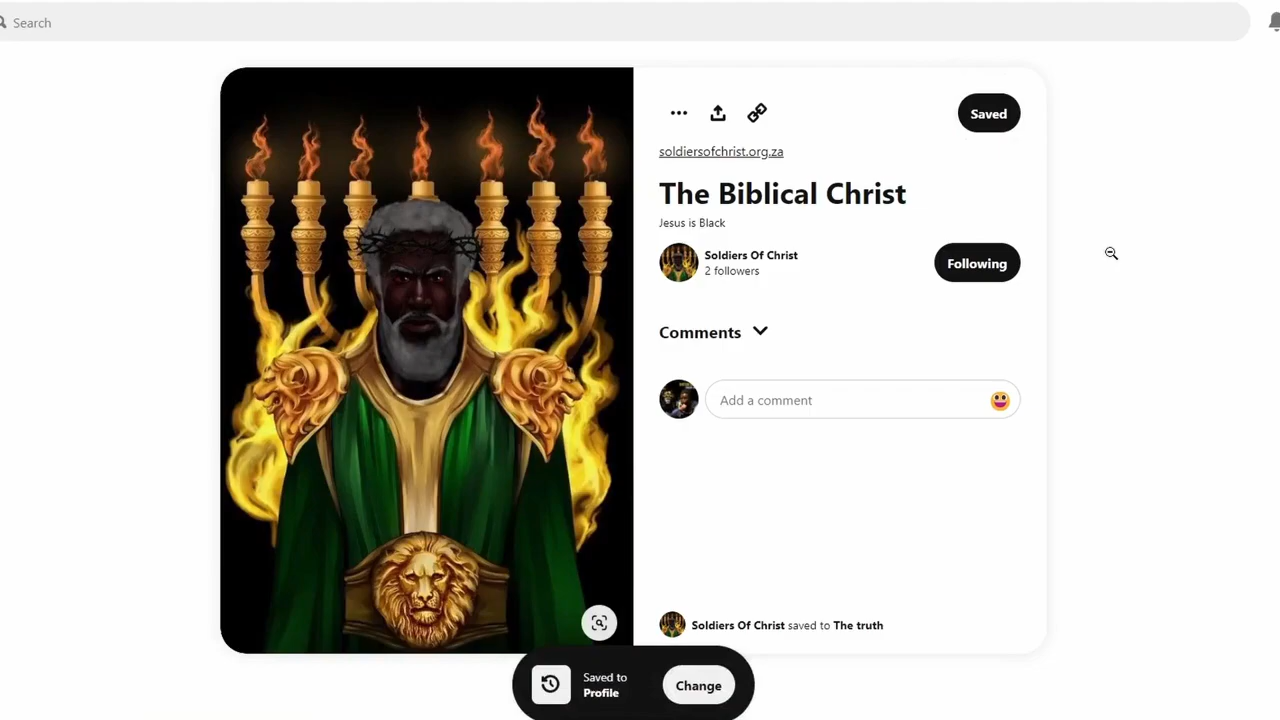 Search
Saved
soldiersofchrist.org.za
The Biblical Christ
Jesus is Black
Soldiers Of Christ
2 followers
Following
Comments
Add a comment
Soldiers Of Christ saved to The truth
Saved to
Profile
Change